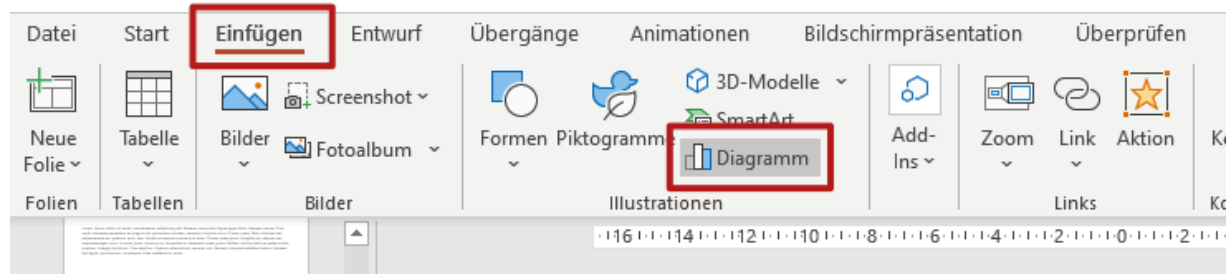 Datei Start Einfügen Entwurf Übergänge Animationen Bildschirmpräsentation Überprüfen
Neue Folie
Tabelle
Bilder
Screenshot
Fotoalbum
Formen
Piktogramme
3D-Modelle
SmartArt
Diagramm
Add-Ins
Zoom
Link
Aktion
Folien Tabellen Bilder Illustrationen Links
16 14 12 10 8 6 4 2 0 2